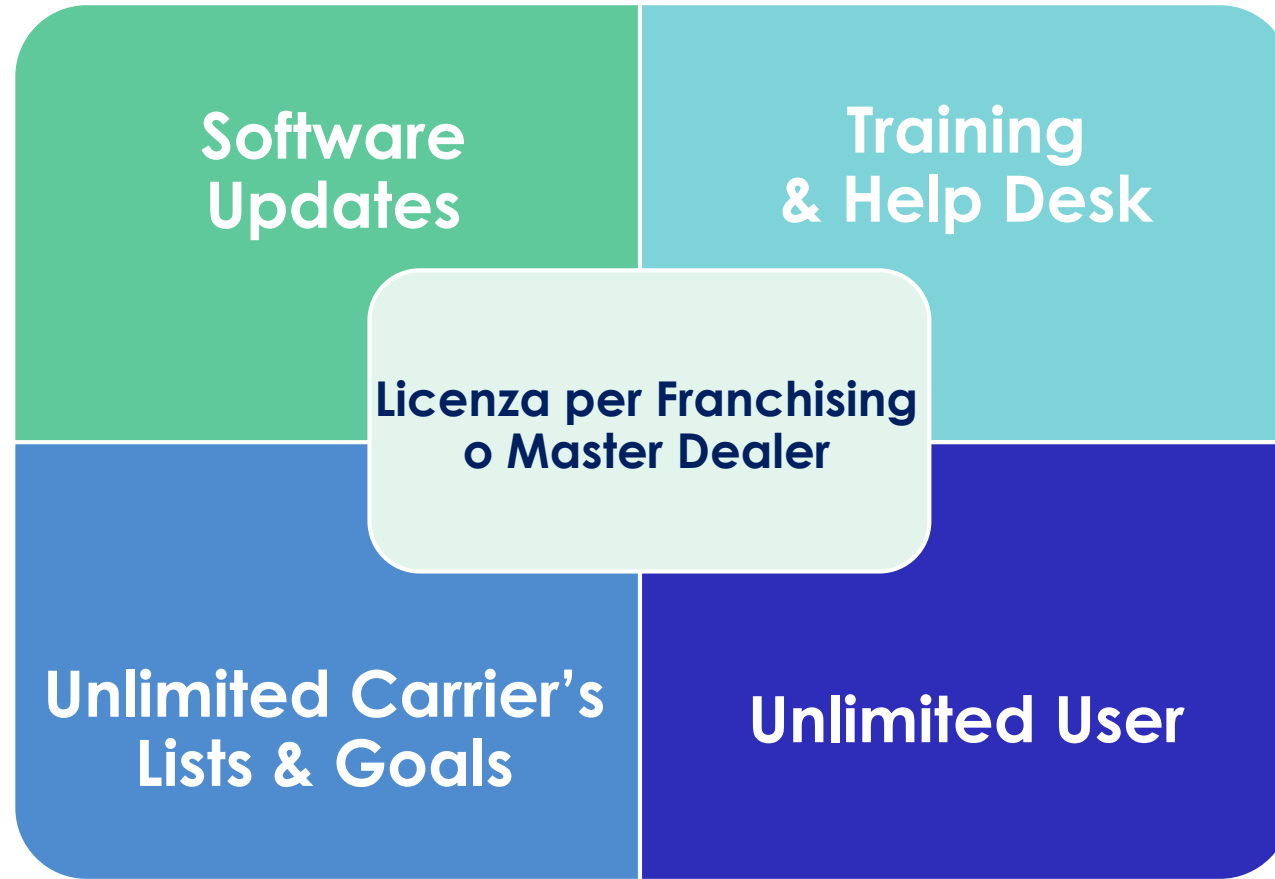 Software
Updates
Training
& Help Desk
Licenza per Franchising
o Master Dealer
Unlimited Carrier’s
Lists & Goals
Unlimited User